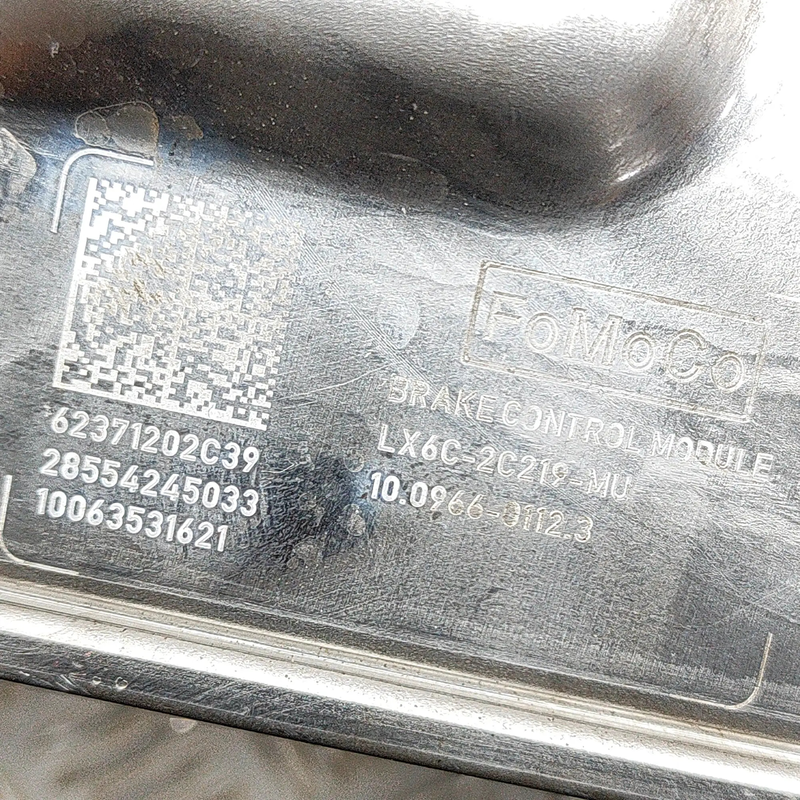 62371202C39
28554245033
10063531621
FoMoCo
BRAKE CONTROL MODULE
LX6C-2C219-MU
10.0966-0112.3